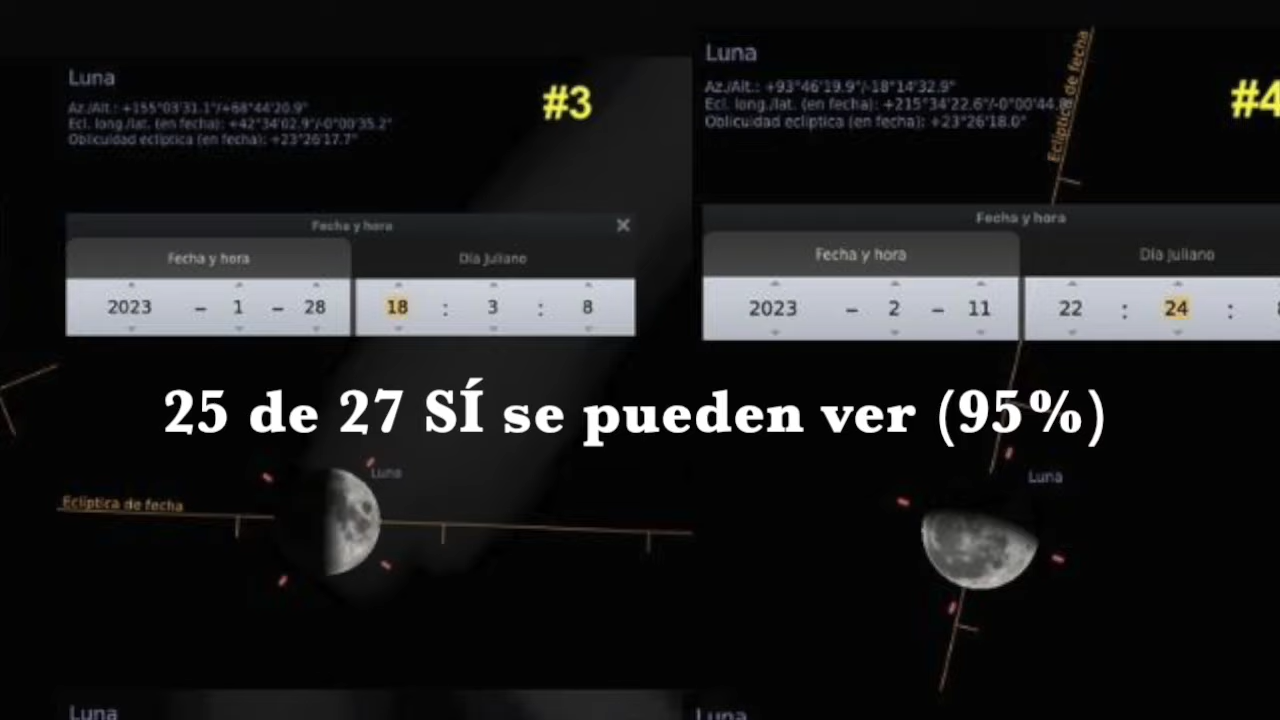 Luna
Az./Alt.: +155°03'31.1"/+68°44'20.9"
Ecl. long./lat. (en fecha): +42°34'02.9"/-0°00'35.2"
Oblicuidad eclíptica (en fecha): +23°26'17.7"
#3
Fecha y hora
Fecha y hora
Día Juliano
2023 - 1 - 28 18 : 3 : 8
Eclíptica de fecha
Luna
Luna
Az./Alt.: +93°46'19.9"/-18°14'32.9"
Ecl. long./lat. (en fecha): +215°34'22.6"/-0°00'44.8
Oblicuidad eclíptica (en fecha): +23°26'18.0"
#4
Eclíptica de fecha
Fecha y hora
Fecha y hora
Día Juliano
2023 - 2 - 11 22 : 24 :
Luna
25 de 27 SÍ se pueden ver (95%)
Luna
Luna